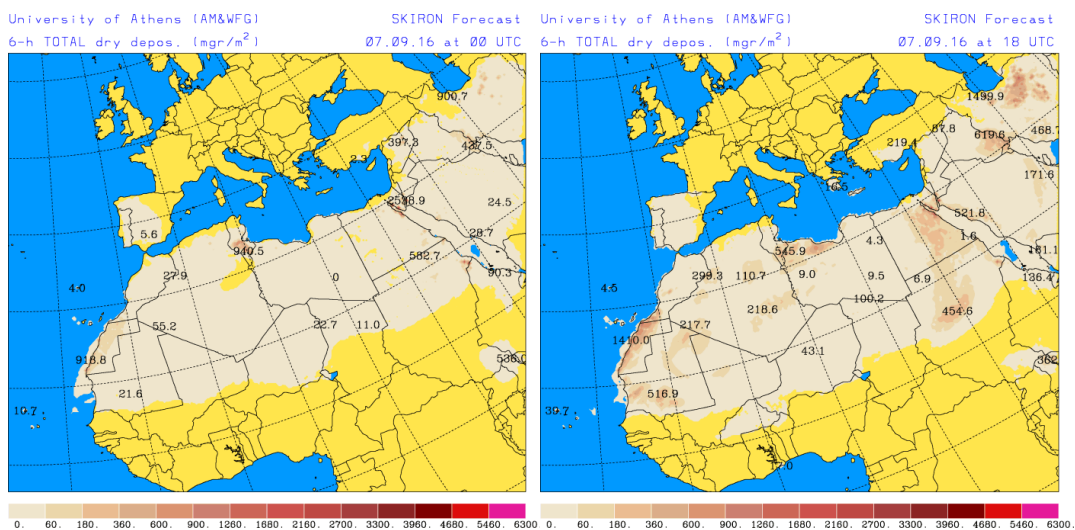 University of Athens (AM&WFG) SKIRON Forecast
6-h TOTAL dry depos. (mgr/m²) 07.09.16 at 00 UTC
900.7
397.3 437.5
2.3
2538.9 24.5
5.6 28.7
940.5 582.7
27.9 0 90.3
4.0
55.2 22.7 11.0
918.8 536.0
21.6
10.7
0. 60. 180. 360. 600. 900. 1260. 1680. 2160. 2700. 3300. 3960. 4680. 5460. 6300
University of Athens (AM&WFG) SKIRON Forecast
6-h TOTAL dry depos. (mgr/m²) 07.09.16 at 18 UTC
1499.9
87.8 619.6 468.7
219.4
171.6
16.5
521.8
4.3 1.6
545.9 161.1
299.3 110.7 9.0 9.5 6.9 136.4
4.5
100.2
218.6 454.6
217.7
1410.0
43.1 362
516.9
39.7
17.0
0. 60. 180. 360. 600. 900. 1260. 1680. 2160. 2700. 3300. 3960. 4680. 5460. 6300